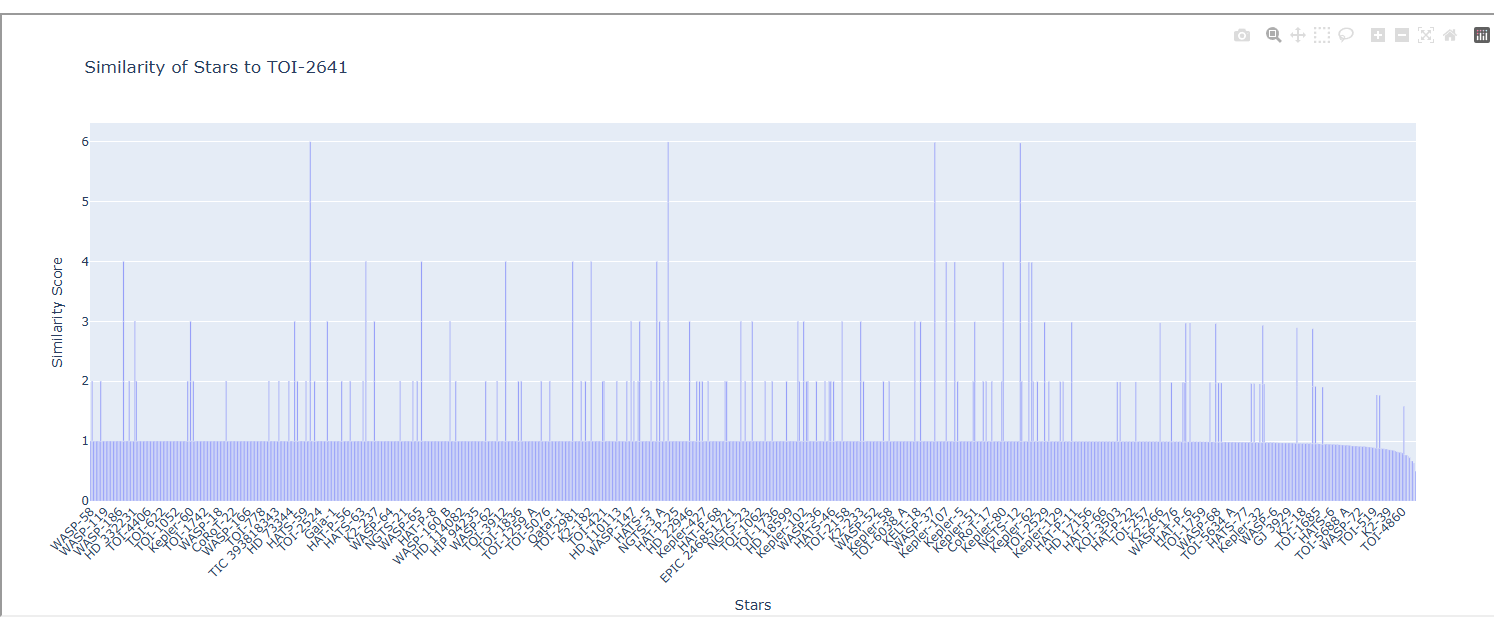 Similarity of Stars to TOI-2641
6
5
4
3
2
1
0
Similarity Score
WASP-58
WASP-119
WASP-186
HD 332231
TOI-4406
TOI-622
TOI-1052
Kepler-60
TOI-1742
WASP-18
CoRoT-22
WASP-166
TOI-778
TIC 393818343
HD 23344
HATS-59
TOI-2524
Gaia-1
HAT-P-56
HATS-63
K2-237
WASP-64
NGTS-21
WASP-65
HAT-P-8
WASP-160 B
HD 114082
HIP 94235
WASP-62
TOI-3912
TOI-1836
TOI-1259 A
TOI-5076
Qatar-1
TOI-2981
K2-182
TOI-421
HD 110113
WASP-147
HATS-5
NGTS-3 A
HAT-P-25
HD 22946
Kepler-427
HAT-P-68
HATS-23
EPIC 246851721
TOI-1736
HD 18599
Kepler-102
WASP-36
HATS-46
TOI-2158
K2-233
WASP-52
Kepler-58
TOI-6038 A
KELT-18
WASP-37
Kepler-107
Kepler-5
Kepler-51
CoRoT-17
Kepler-80
NGTS-12
Kepler-62
TOI-2529
Kepler-129
HAT-P-11
HD 17156
HAT-P-66
KOI-3503
HAT-P-22
TOI-257
K2-266
WASP-76
HAT-P-6
TOI-1759
WASP-68
TOI-5634 A
HATS-77
Kepler-32
WASP-6
GJ 3929
K2-18
TOI-1685
HATS-6
TOI-5688 A
WASP-71
TOI-519
K2-39
TOI-4860
Stars